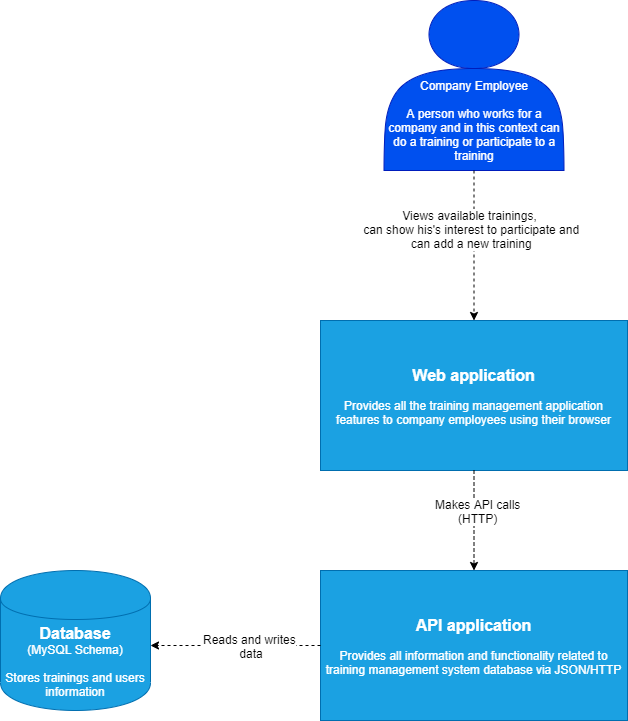 Company Employee
A person who works for a
company and in this context can
do a training or participate to a
training
Views available trainings,
can show his's interest to participate and
can add a new training
Web application
Provides all the training management application
features to company employees using their browser
Makes API calls
(HTTP)
Database
(MySQL Schema)
Stores trainings and users
information
Reads and writes
data
API application
Provides all information and functionality related to
training management system database via JSON/HTTP